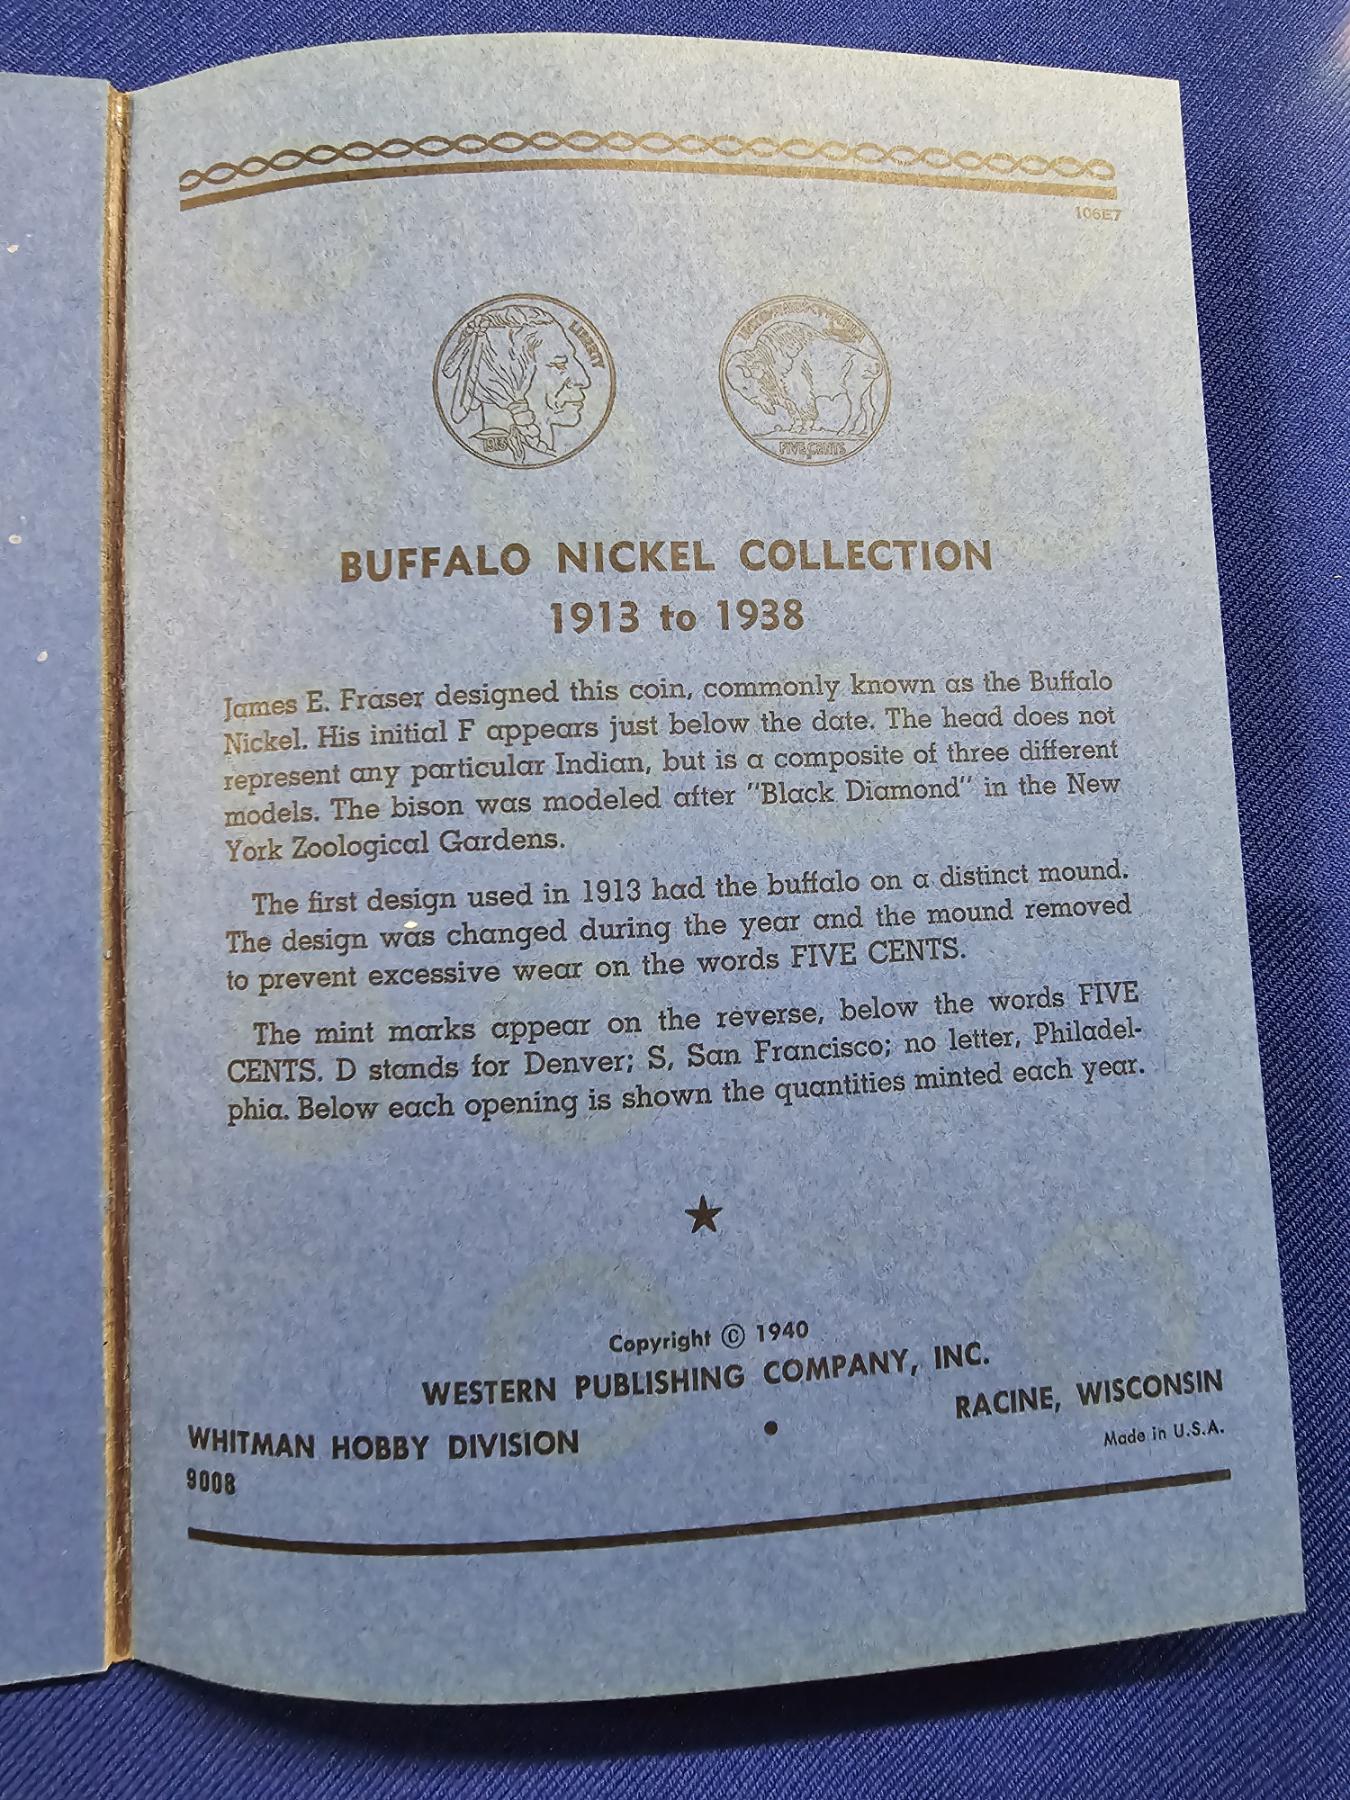 106E7
LIBERTY
FIVE CENTS
BUFFALO NICKEL COLLECTION
1913 to 1938
James E. Fraser designed this coin, commonly known as the Buffalo
Nickel. His initial F appears just below the date. The head does not
represent any particular Indian, but is a composite of three different
models. The bison was modeled after "Black Diamond" in the New
York Zoological Gardens.
The first design used in 1913 had the buffalo on a distinct mound.
The design was changed during the year and the mound removed
to prevent excessive wear on the words FIVE CENTS.
The mint marks appear on the reverse, below the words FIVE
CENTS. D stands for Denver; S, San Francisco; no letter, Philadel-
phia. Below each opening is shown the quantities minted each year.
Copyright © 1940
WESTERN PUBLISHING COMPANY, INC.
WHITMAN HOBBY DIVISION • RACINE, WISCONSIN
9008 Made in U.S.A.